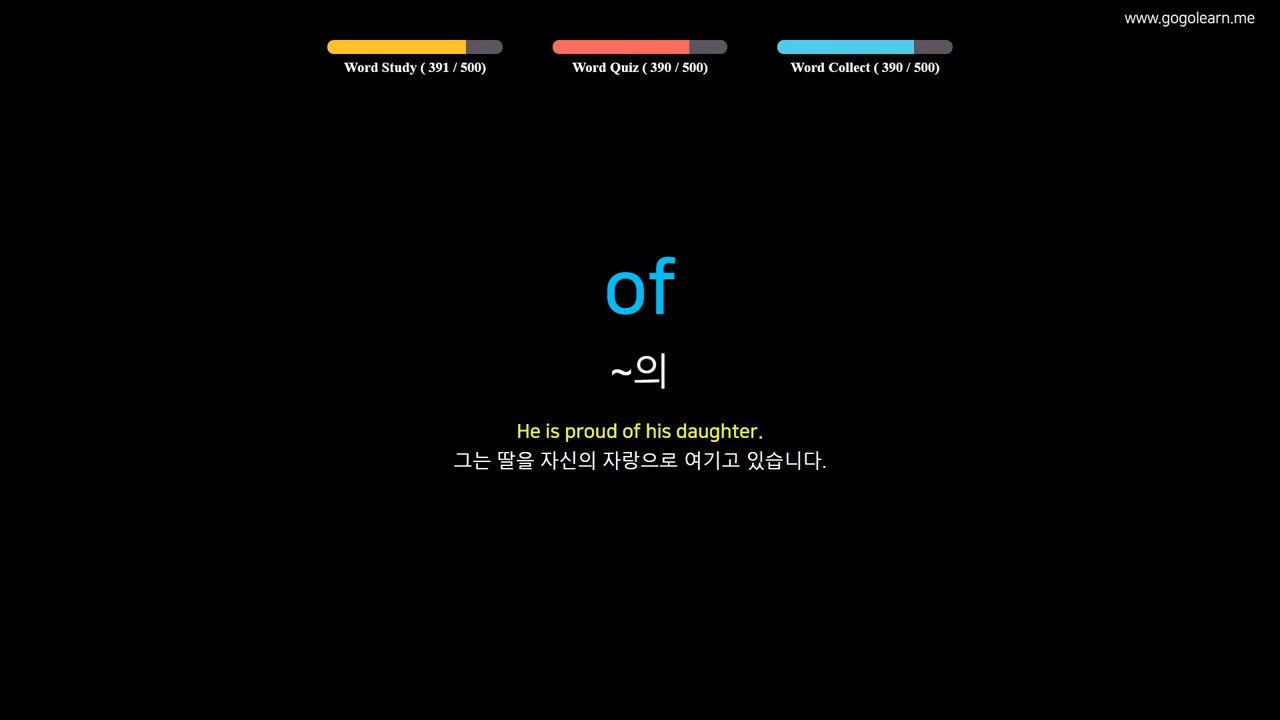 www.gogolearn.me
Word Study ( 391 / 500)
Word Quiz ( 390 / 500)
Word Collect ( 390 / 500)
of
~의
He is proud of his daughter.
그는 딸을 자신의 자랑으로 여기고 있습니다.